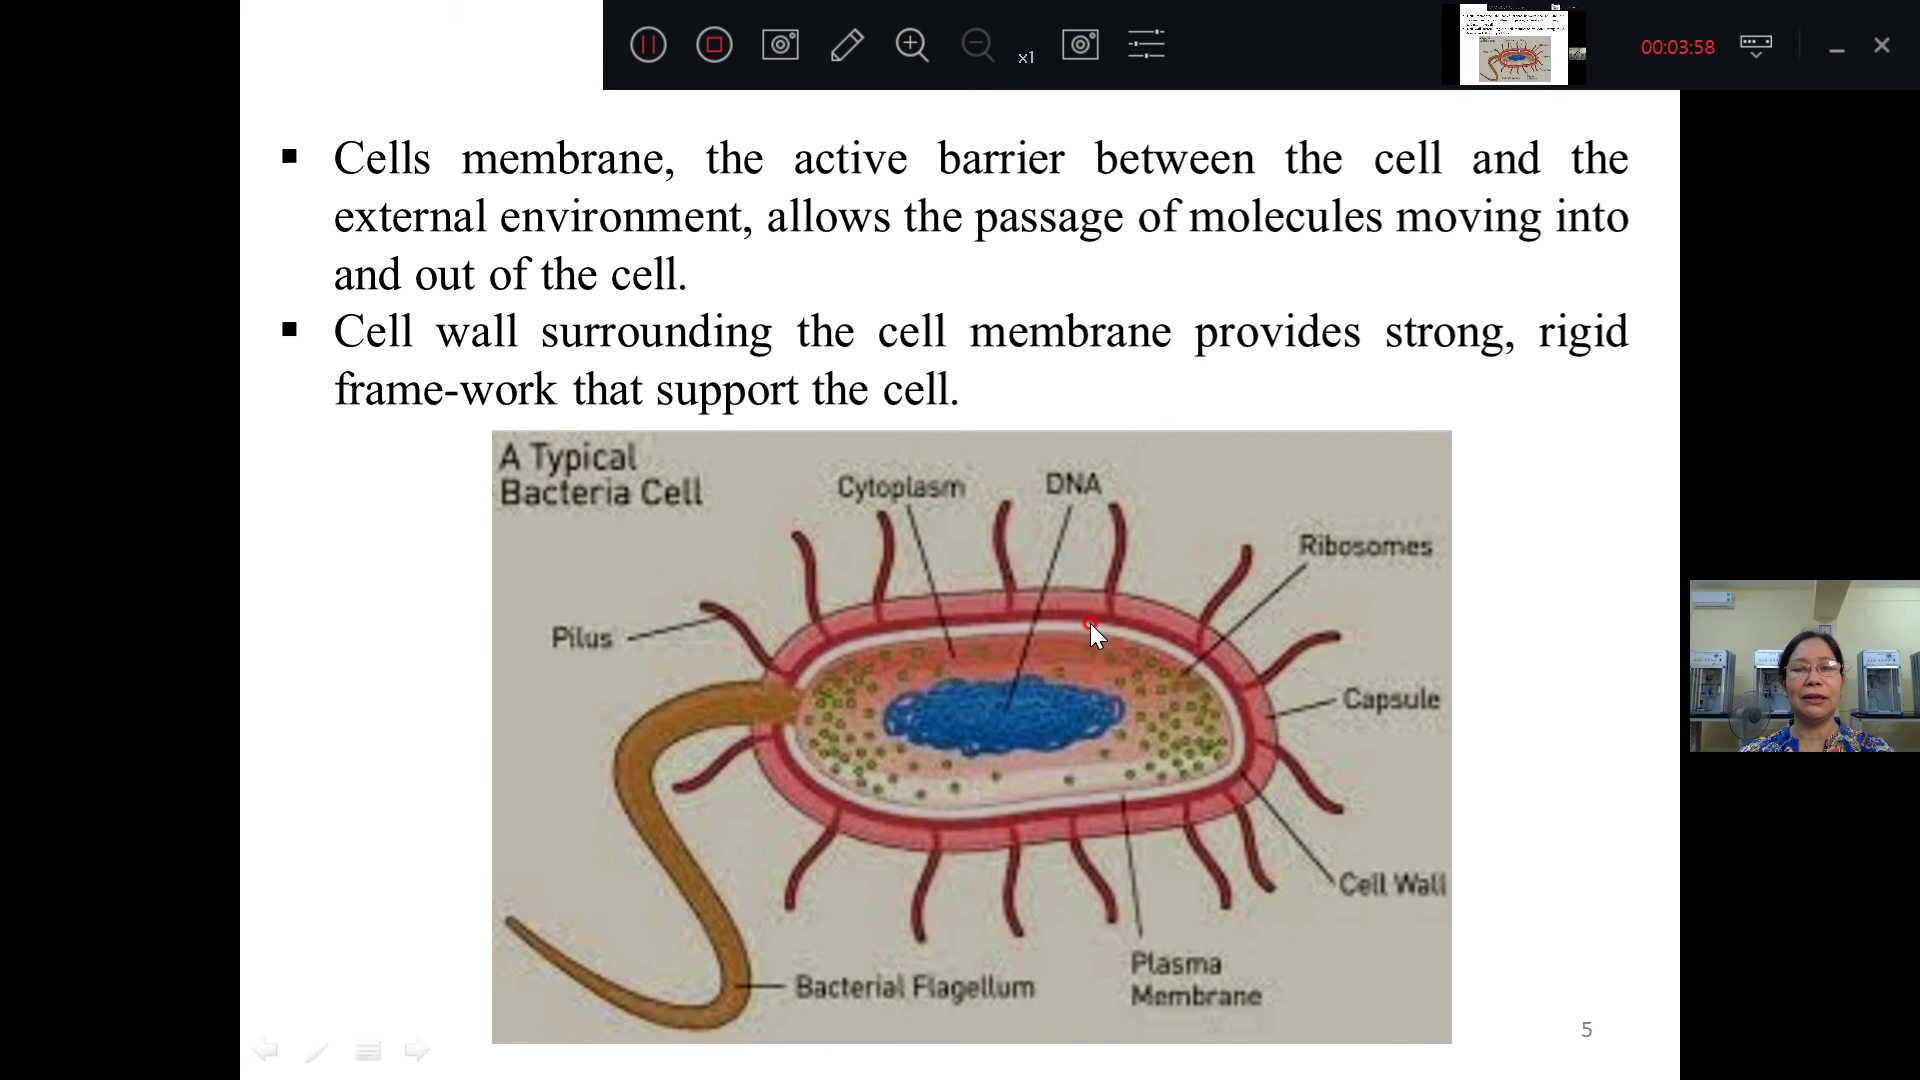 x1
00:03:58
▪ Cells membrane, the active barrier between the cell and the
external environment, allows the passage of molecules moving into
and out of the cell.
▪ Cell wall surrounding the cell membrane provides strong, rigid
frame-work that support the cell.
A Typical
Bacteria Cell
Cytoplasm
DNA
Ribosomes
Pilus
Capsule
Cell Wall
Plasma
Membrane
Bacterial Flagellum
5